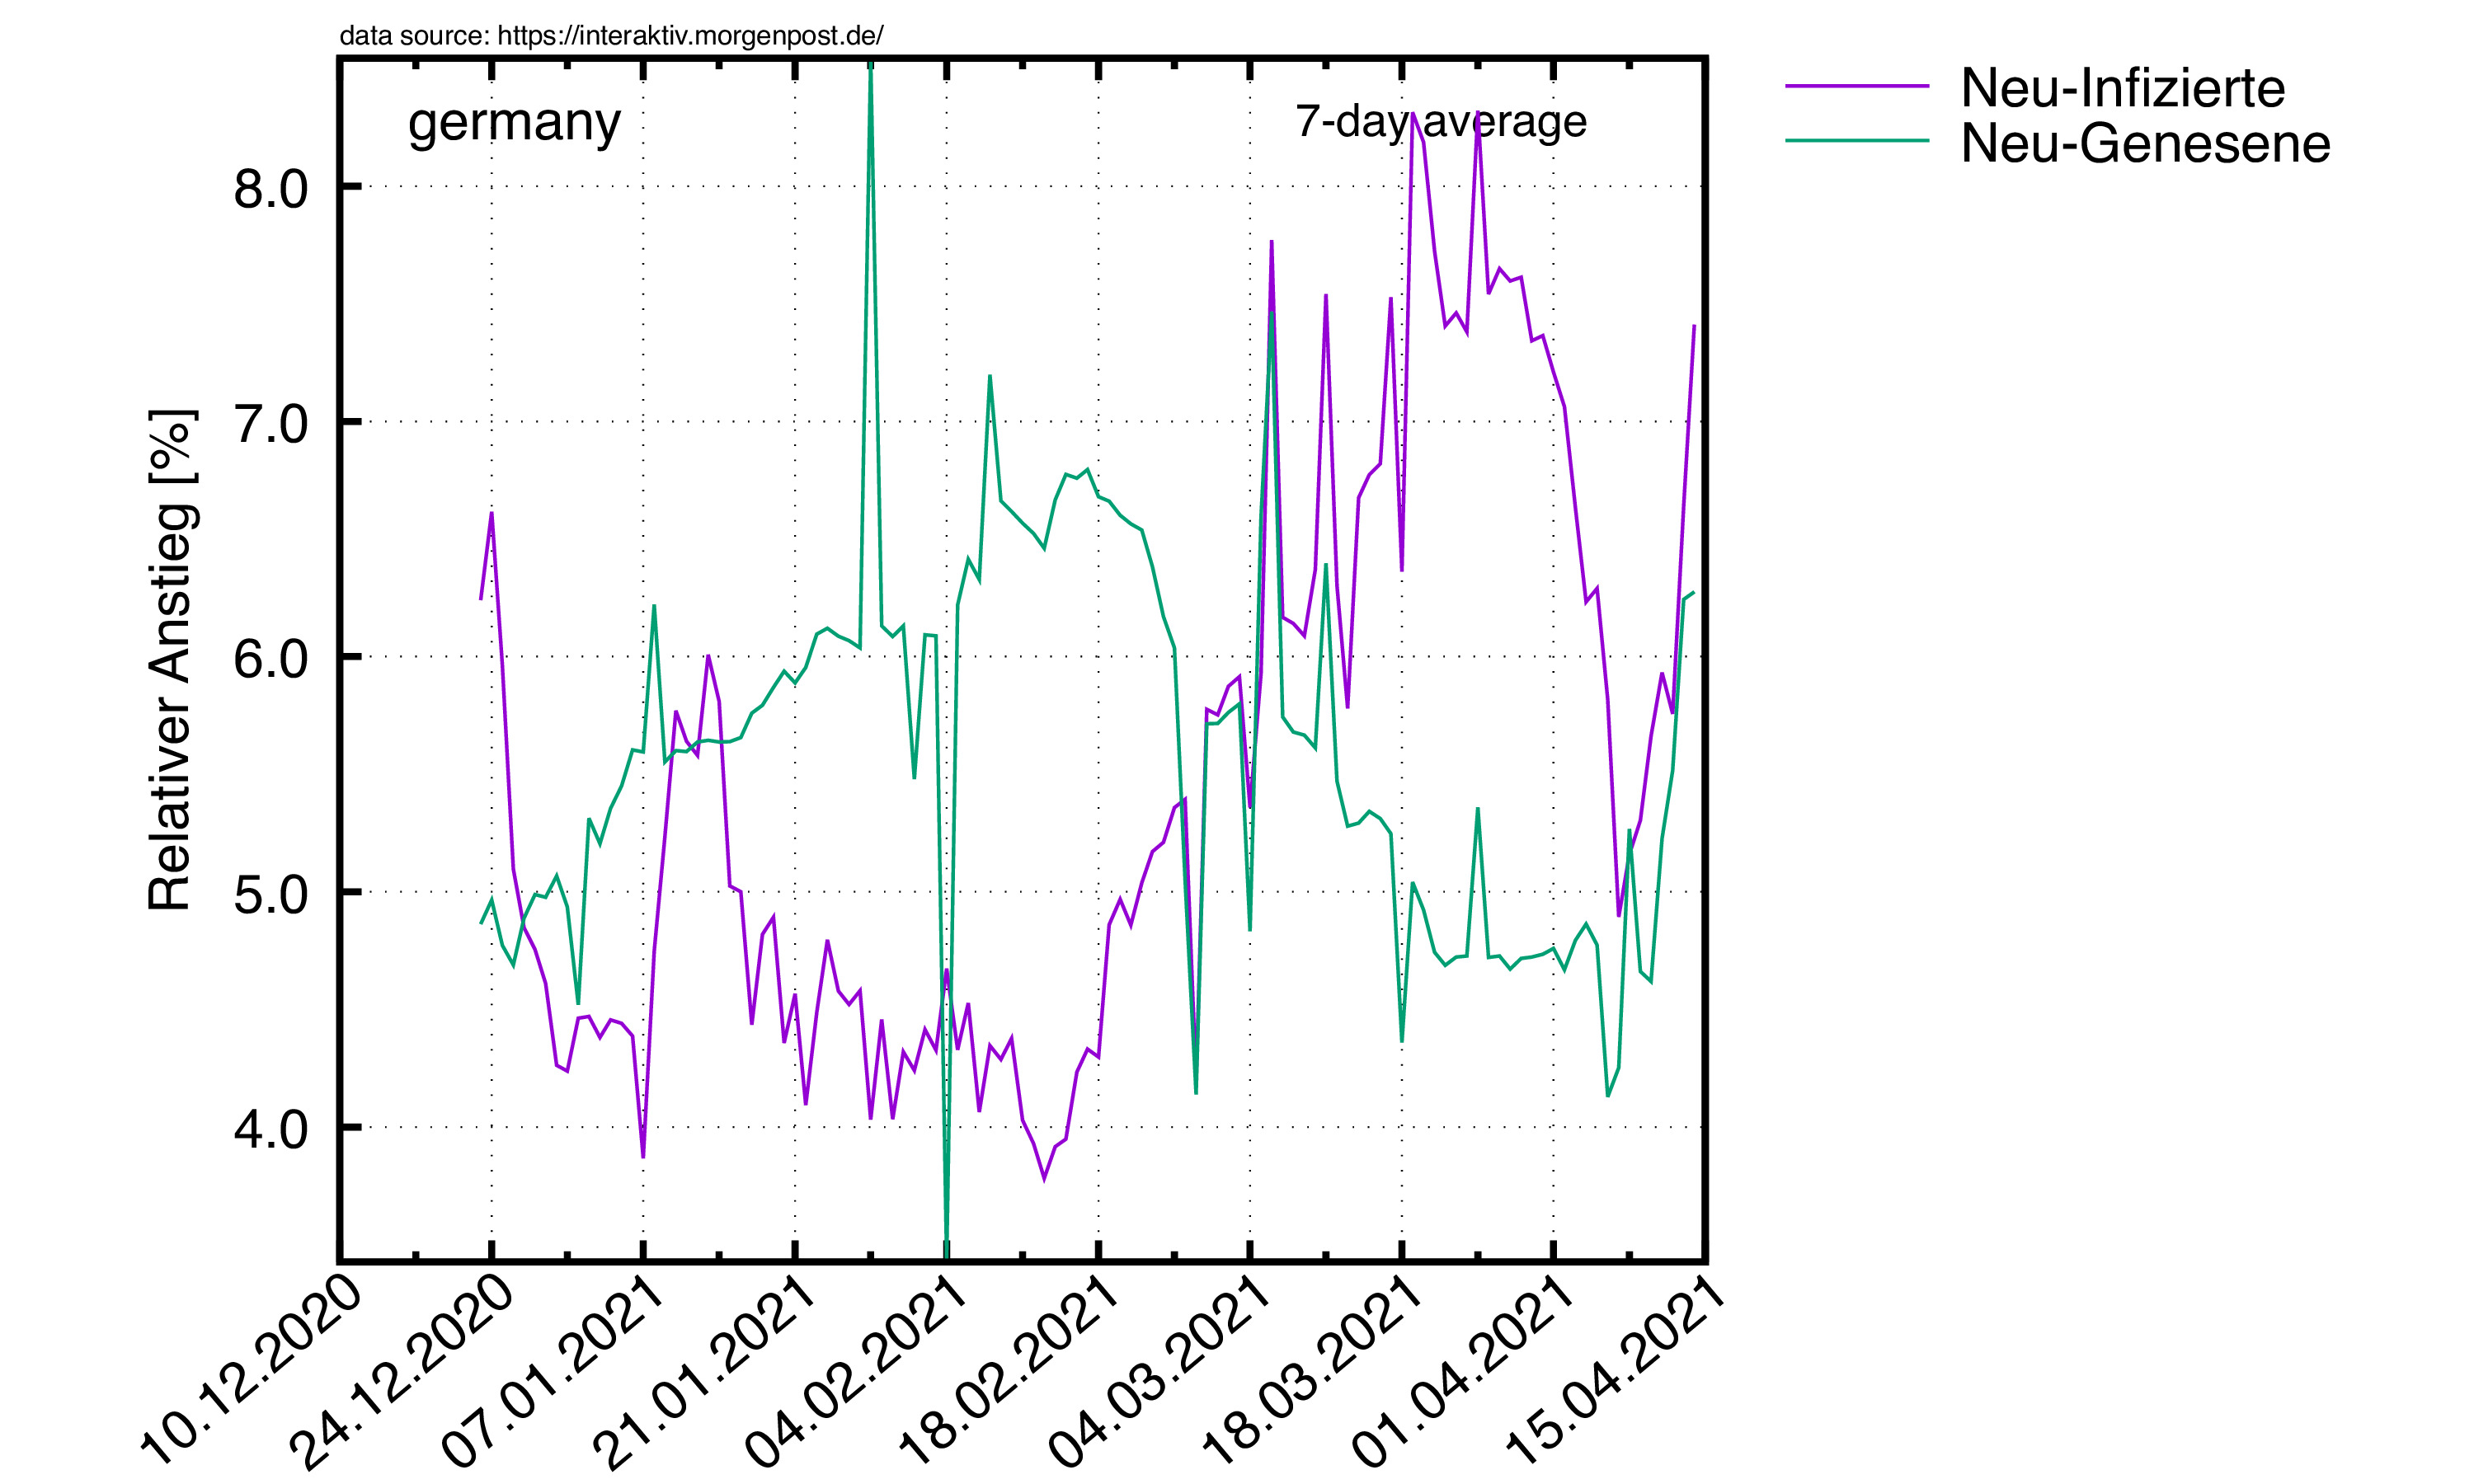 data source: https://interaktiv.morgenpost.de/
germany
7-day average
Neu-Infizierte
Neu-Genesene
Relativer Anstieg [%]
8.0
7.0
6.0
5.0
4.0
10.12.2020
24.12.2020
07.01.2021
21.01.2021
04.02.2021
18.02.2021
04.03.2021
18.03.2021
01.04.2021
15.04.2021